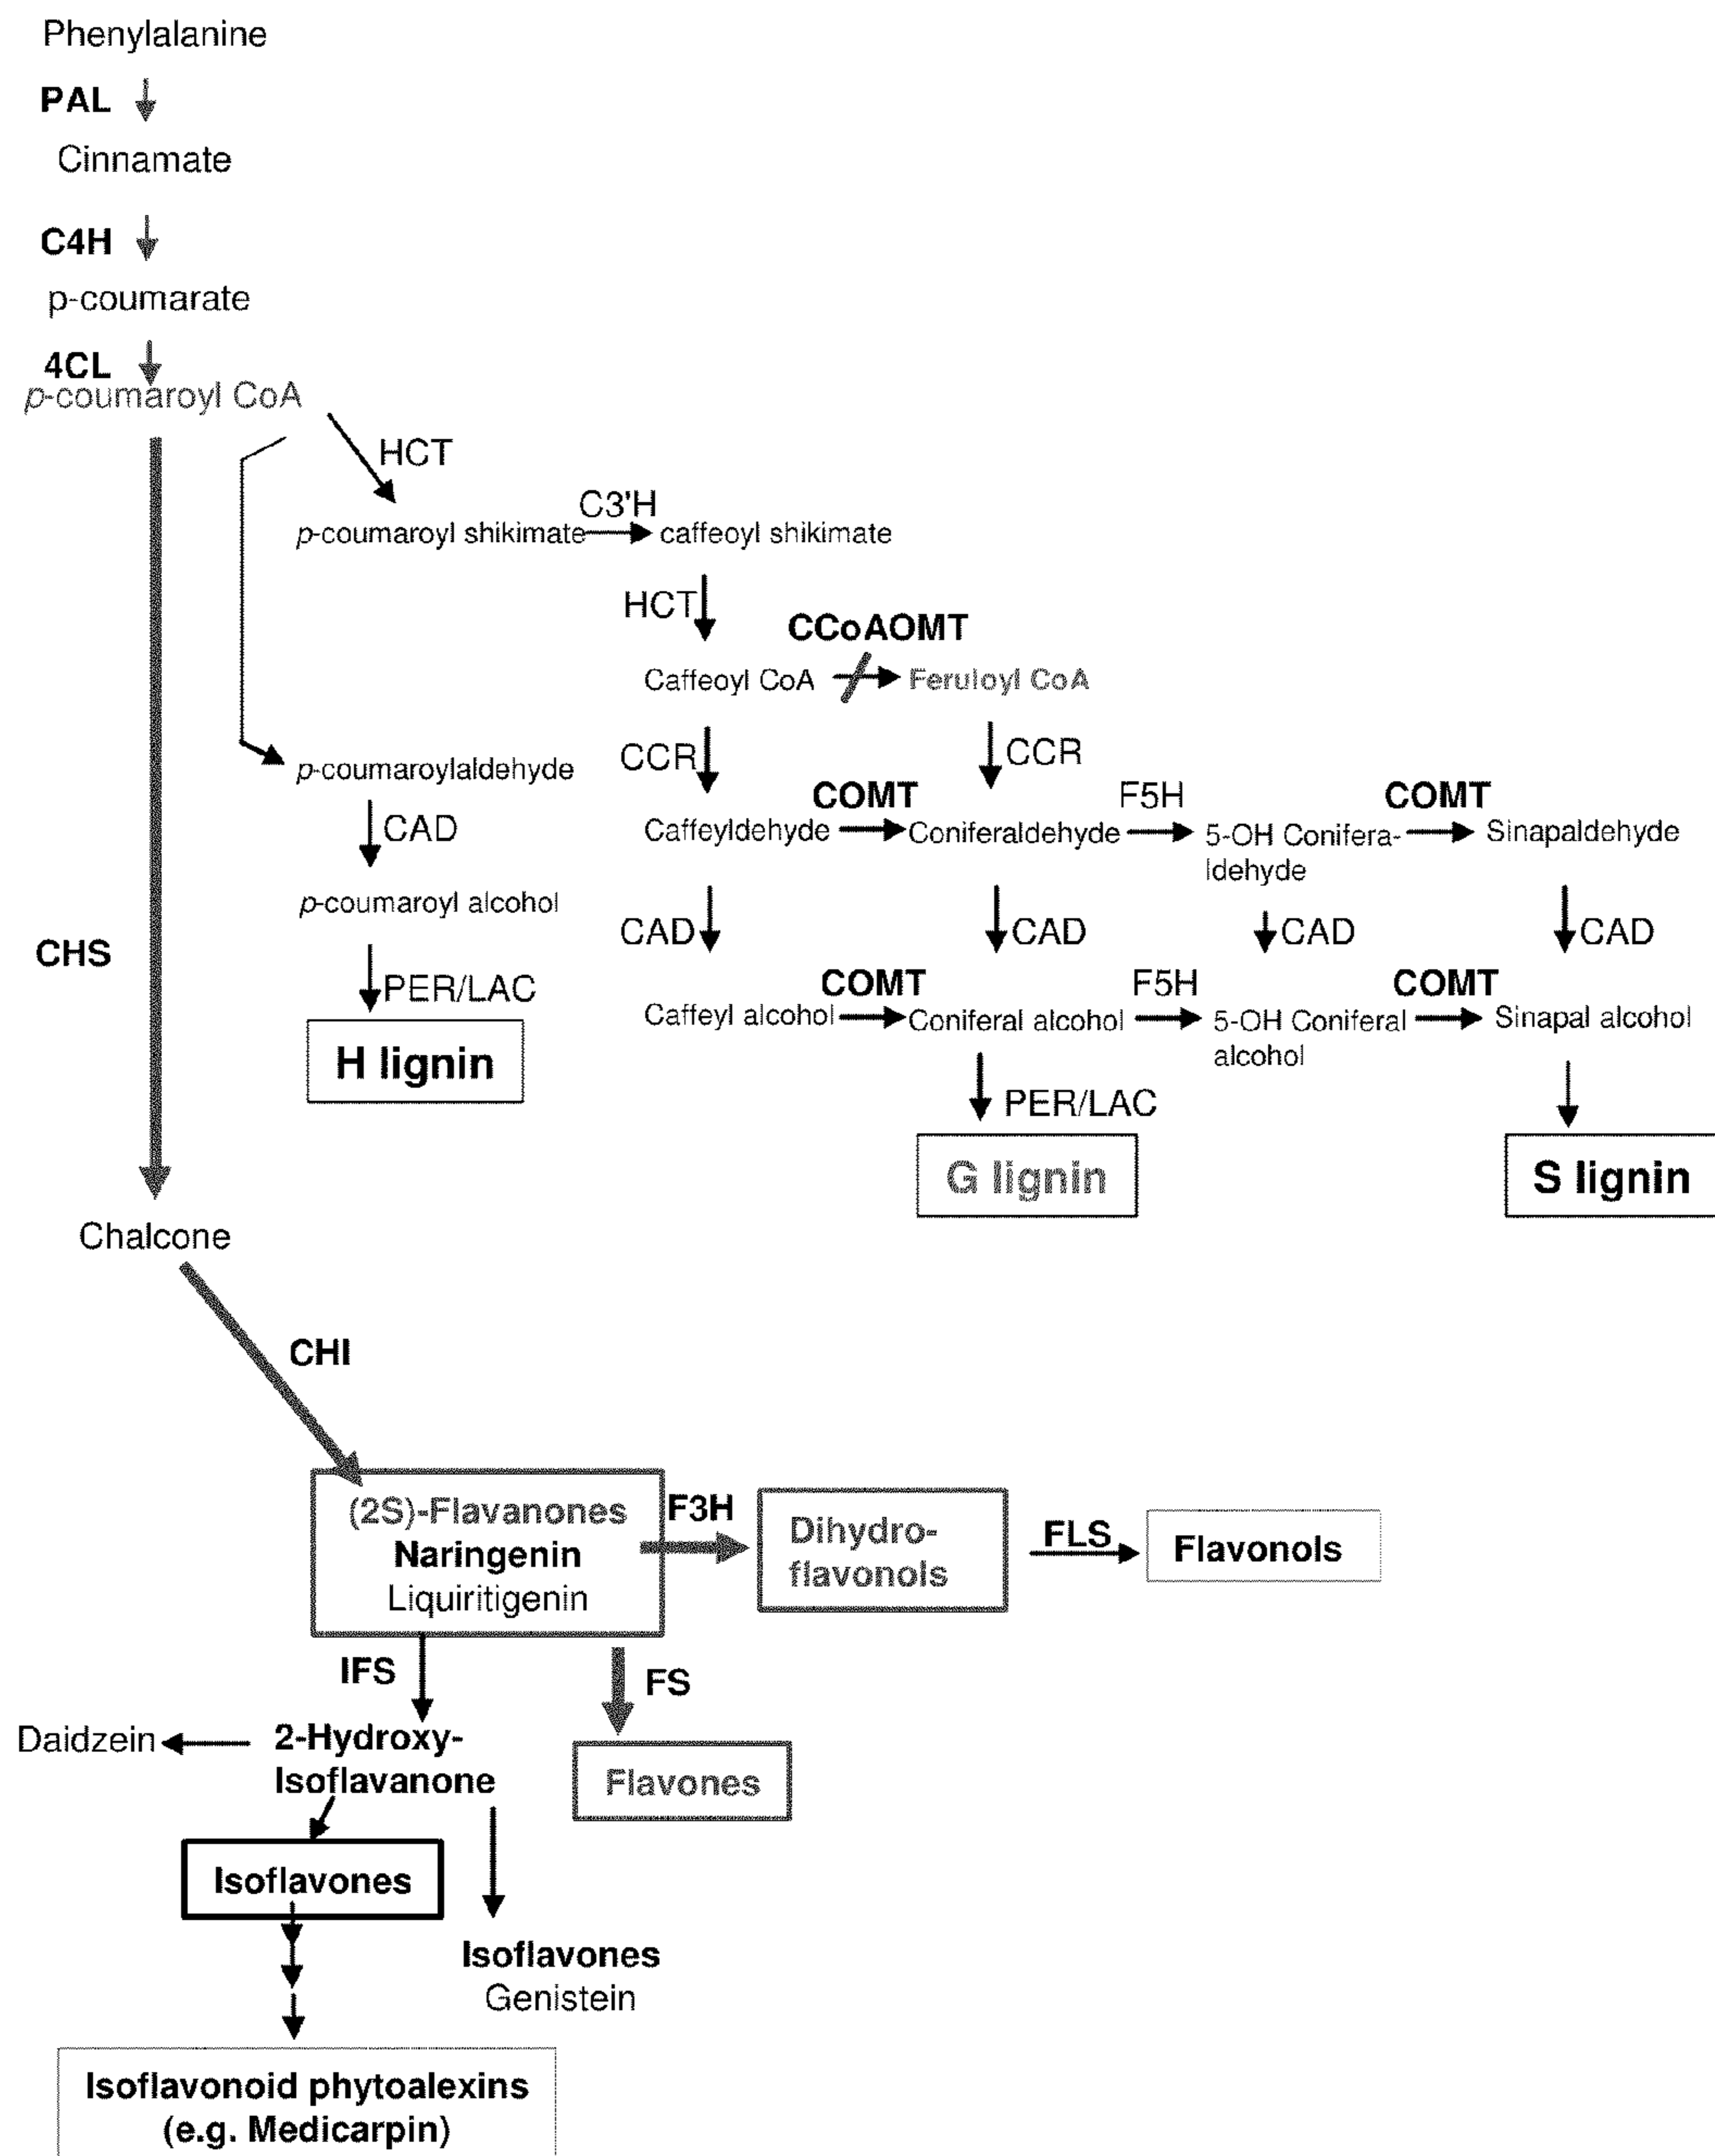 Phenylalanine
PAL
Cinnamate
C4H
p-coumarate
4CL
p-coumaroyl CoA
HCT
C3'H
p-coumaroyl shikimate
caffeoyl shikimate
HCT
CCoAOMT
Caffeoyl CoA
Feruloyl CoA
CCR
CCR
p-coumaroylaldehyde
COMT
F5H
COMT
CAD
Caffeyldehyde
Coniferaldehyde
5-OH Conifera-
ldehyde
Sinapaldehyde
p-coumaroyl alcohol
CAD
CAD
CAD
CAD
CHS
PER/LAC
COMT
F5H
COMT
Caffeyl alcohol
Coniferal alcohol
5-OH Coniferal
alcohol
Sinapal alcohol
H lignin
PER/LAC
G lignin
S lignin
Chalcone
CHI
(2S)-Flavanones
Naringenin
Liquiritigenin
F3H
Dihydro-
flavonols
FLS
Flavonols
IFS
FS
Daidzein
2-Hydroxy-
Isoflavanone
Flavones
Isoflavones
Isoflavones
Genistein
Isoflavonoid phytoalexins
(e.g. Medicarpin)